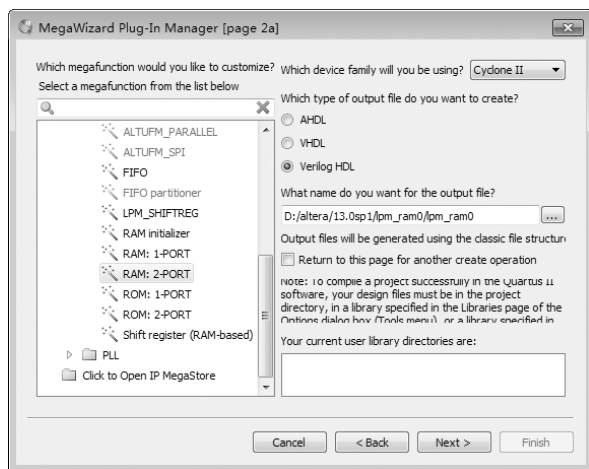 MegaWizard Plug-In Manager [page 2a]
Which megafunction would you like to customize?
Select a megafunction from the list below
ALTUFM_PARALLEL
ALTUFM_SPI
FIFO
FIFO partitioner
LPM_SHIFTREG
RAM initializer
RAM: 1-PORT
RAM: 2-PORT
ROM: 1-PORT
ROM: 2-PORT
Shift register (RAM-based)
PLL
Click to Open IP MegaStore
Which device family will you be using? Cyclone II
Which type of output file do you want to create?
AHDL
VHDL
Verilog HDL
What name do you want for the output file?
D:/altera/13.0sp1/lpm_ram0/lpm_ram0 ...
Output files will be generated using the classic file structure
Return to this page for another create operation
Note: To compile a project successfully in the Quartus II
software, your design files must be in the project
directory, in a library specified in the Libraries page of the
Options dialog box (Tools menu), or a library specified in
Your current user library directories are:
Cancel < Back Next > Finish